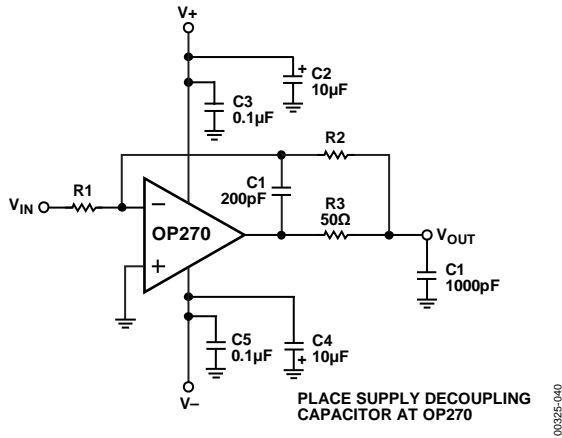 V+
C2
10µF
+
C3
0.1µF
R2
R1
C1
200pF
R3
50Ω
VIN
−
OP270
+
VOUT
C1
1000pF
C5
0.1µF
C4
10µF
+
V−
PLACE SUPPLY DECOUPLING
CAPACITOR AT OP270
00325-040